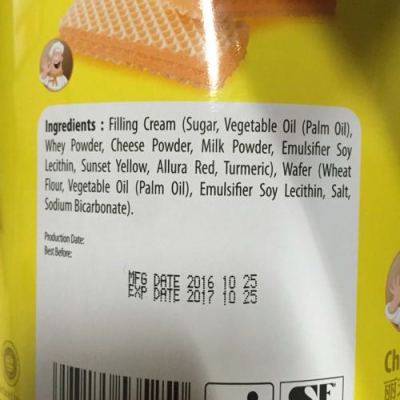 Ingredients : Filling Cream (Sugar, Vegetable Oil (Palm Oil),
Whey Powder, Cheese Powder, Milk Powder, Emulsifier Soy
Lecithin, Sunset Yellow, Allura Red, Turmeric), Wafer (Wheat
Flour, Vegetable Oil (Palm Oil), Emulsifier Soy Lecithin, Salt,
Sodium Bicarbonate).
Production Date:
Best Before:
MFG DATE 2016 10 25
EXP DATE 2017 10 25
Ch